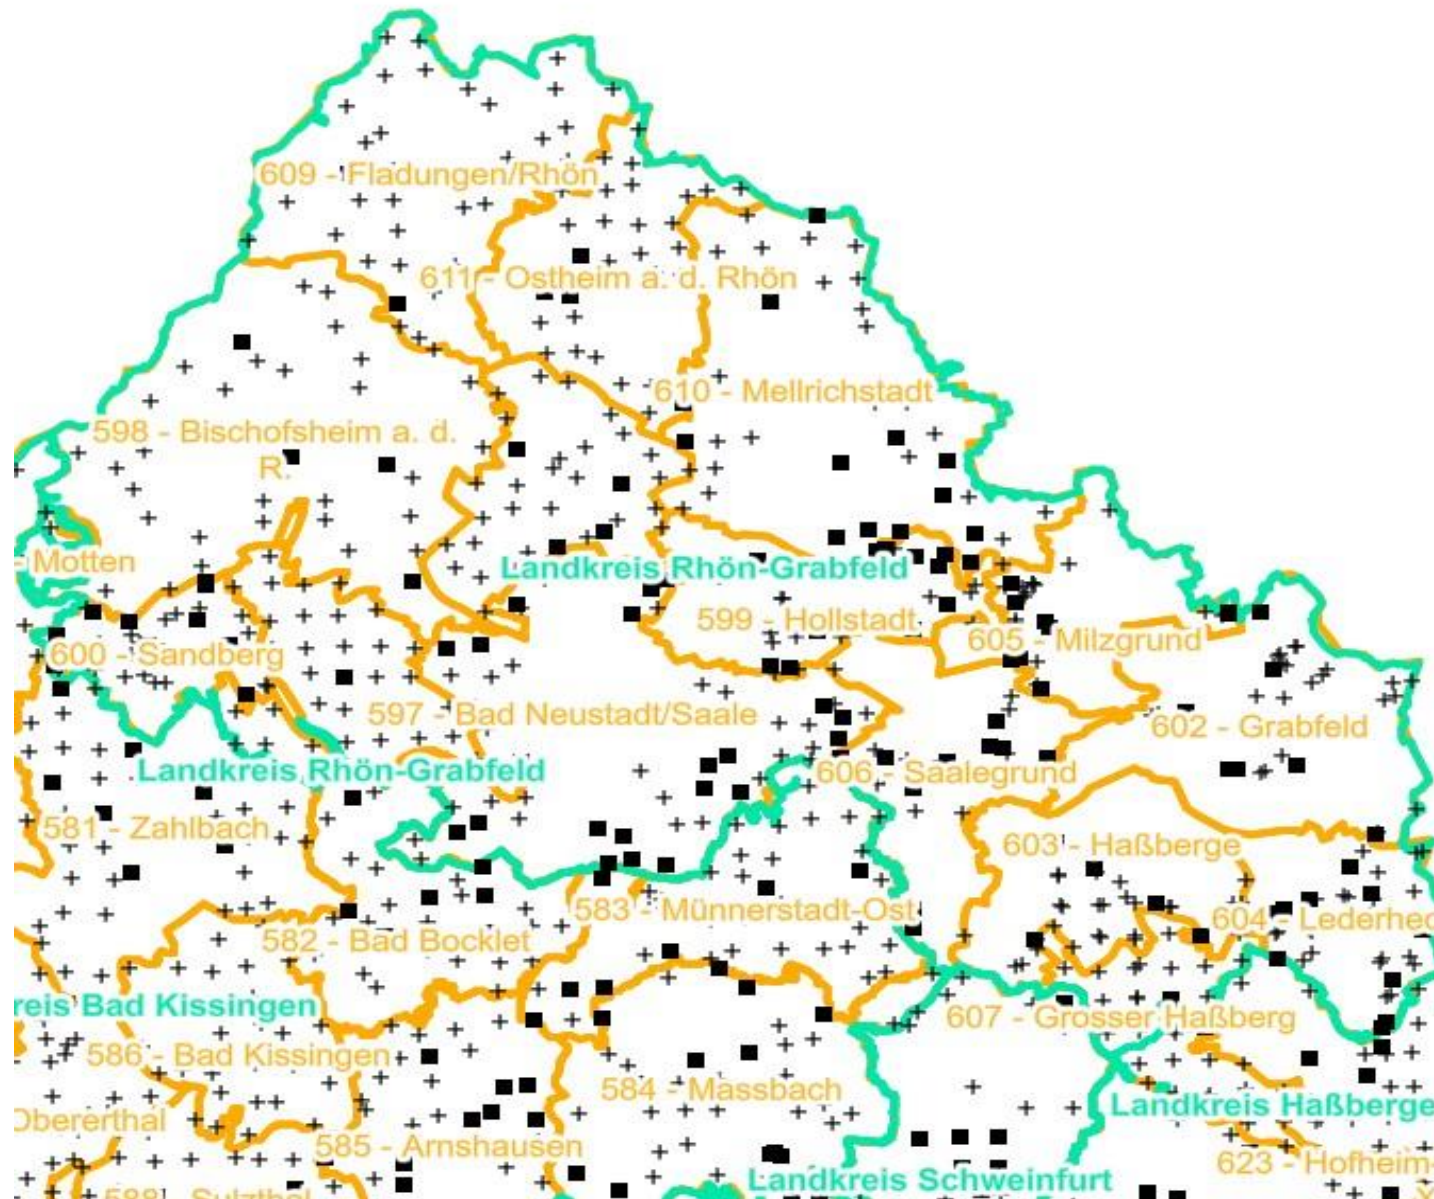 609 - Fladungen/Rhön
611 - Ostheim a. d. Rhön
610 - Mellrichstadt
598 - Bischofsheim a. d.
R.
- Motten
Landkreis Rhön-Grabfeld
599 - Hollstadt
605 - Milzgrund
600 - Sandberg
597 - Bad Neustadt/Saale
602 - Grabfeld
Landkreis Rhön-Grabfeld
606 - Saalegrund
581 - Zahlbach
603 - Haßberge
583 - Münnerstadt-Ost
604 - Lederhec
582 - Bad Bocklet
reis Bad Kissingen
607 - Grosser Haßberg
586 - Bad Kissingen
584 - Massbach
Landkreis Haßberge
Obererthal
585 - Arnshausen
623 - Hofheim-
Landkreis Schweinfurt
588 - Sulzthal